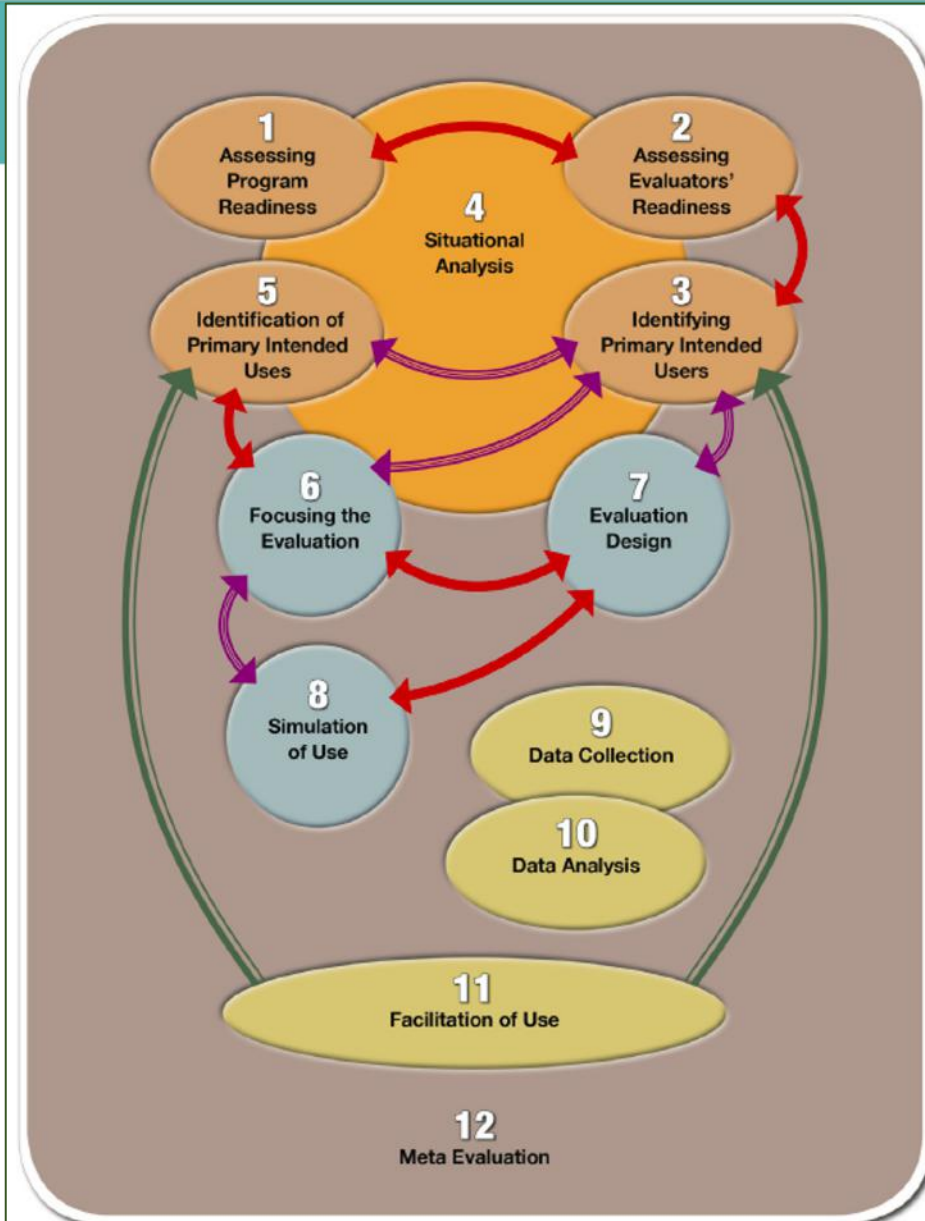 1
Assessing
Program
Readiness
2
Assessing
Evaluators'
Readiness
4
Situational
Analysis
5
Identification of
Primary Intended
Uses
3
Identifying
Primary Intended
Users
6
Focusing the
Evaluation
7
Evaluation
Design
8
Simulation
of Use
9
Data Collection
10
Data Analysis
11
Facilitation of Use
12
Meta Evaluation